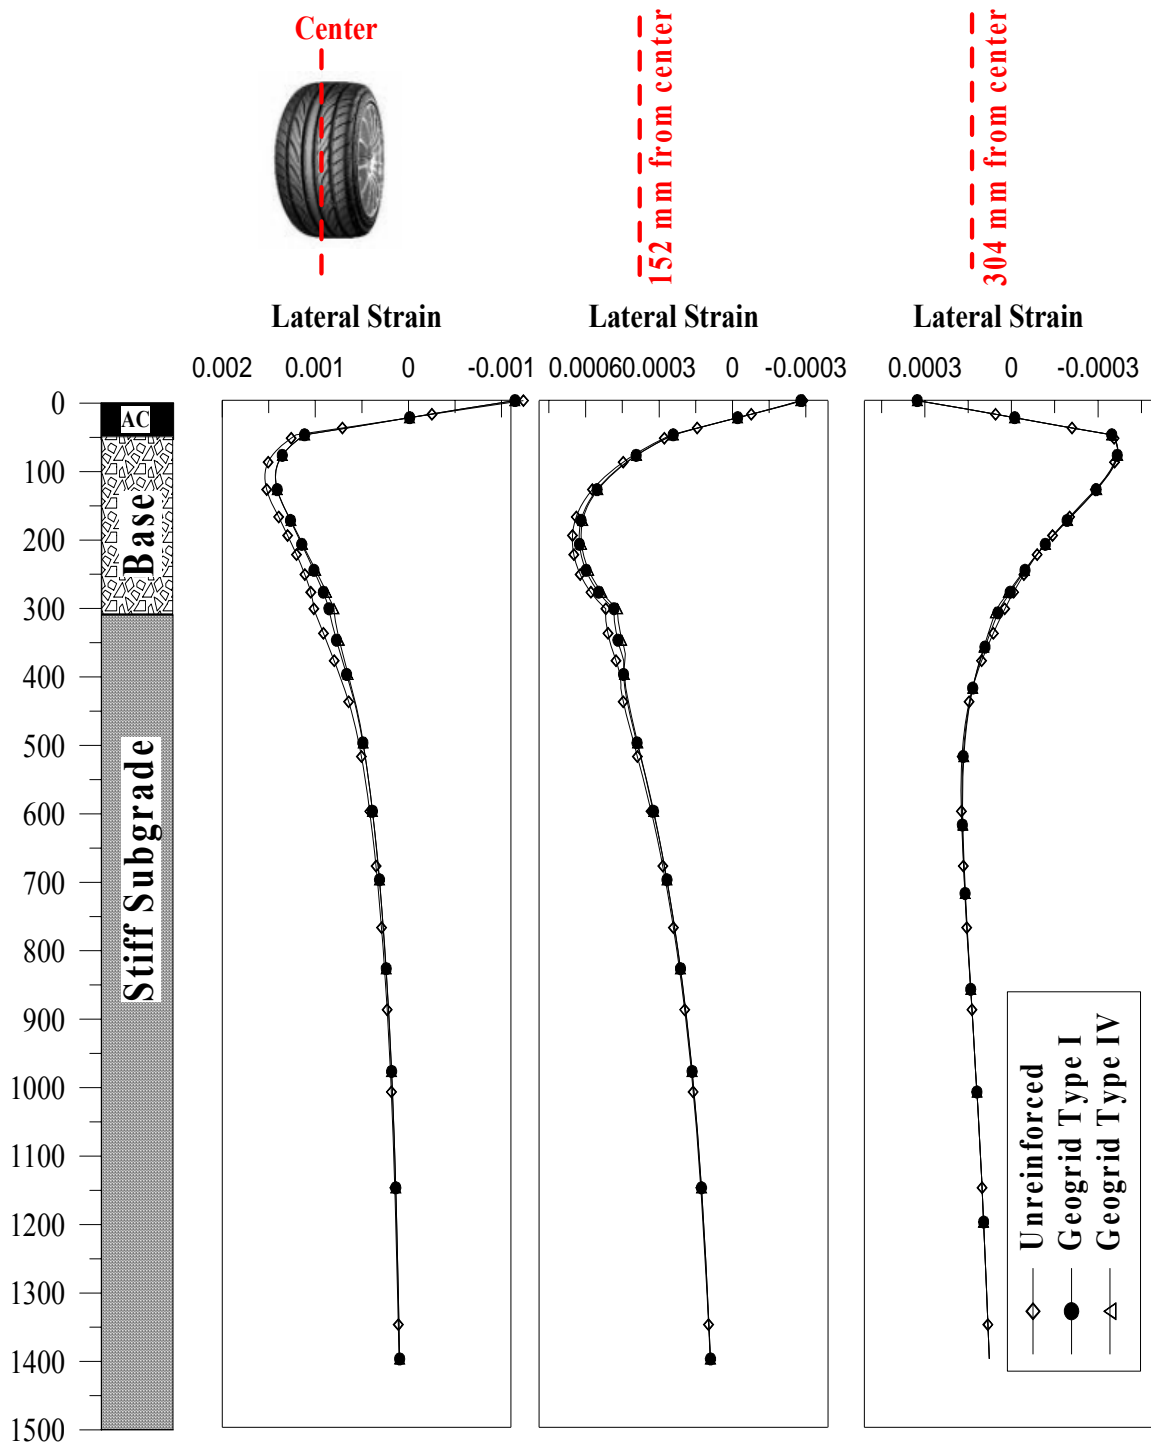 Center
152 mm from center
304 mm from center
Lateral Strain
Lateral Strain
Lateral Strain
0.002 0.001 0 -0.001
0.0006 0.0003 0 -0.0003
0.0003 0 -0.0003
0
100
200
300
400
500
600
700
800
900
1000
1100
1200
1300
1400
1500
AC
Base
Stiff Subgrade
Unreinforced
Geogrid Type I
Geogrid Type IV